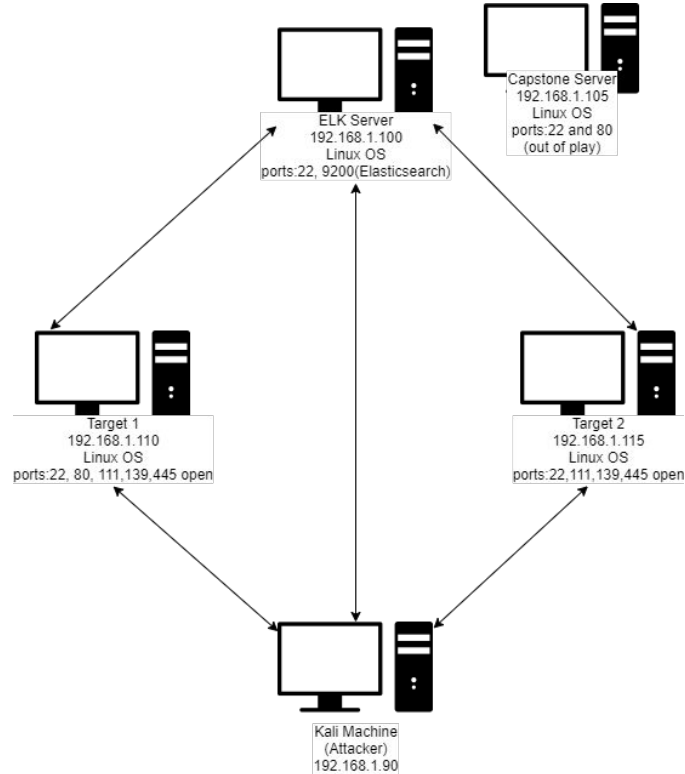 Capstone Server
192.168.1.105
Linux OS
ports:22 and 80
(out of play)
ELK Server
192.168.1.100
Linux OS
ports:22, 9200(Elasticsearch)
Target 1
192.168.1.110
Linux OS
ports:22, 80, 111,139,445 open
Target 2
192.168.1.115
Linux OS
ports:22,111,139,445 open
Kali Machine
(Attacker)
192.168.1.90